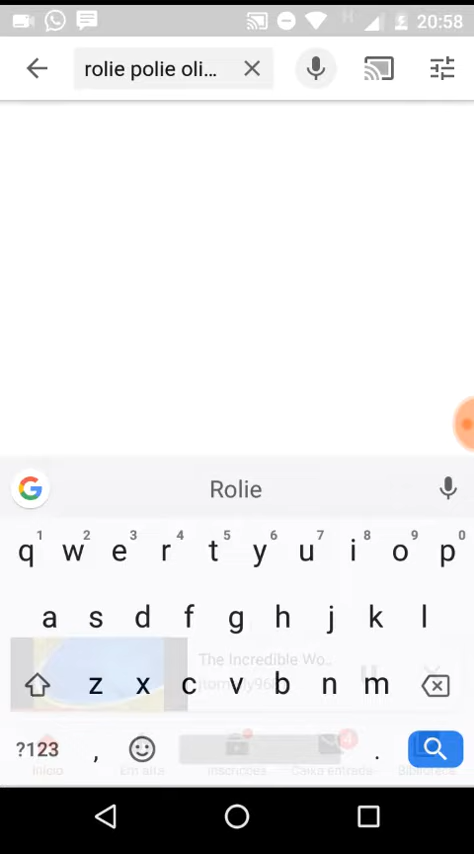 20:58
rolie polie oli...
Rolie
1 2 3 4 5 6 7 8 9 0
q w e r t y u i o p
a s d f g h j k l
The Incredible Wo..
z x c v b n m
?123 , .
4
Início Em alta Inscrições Caixa entrada Biblioteca